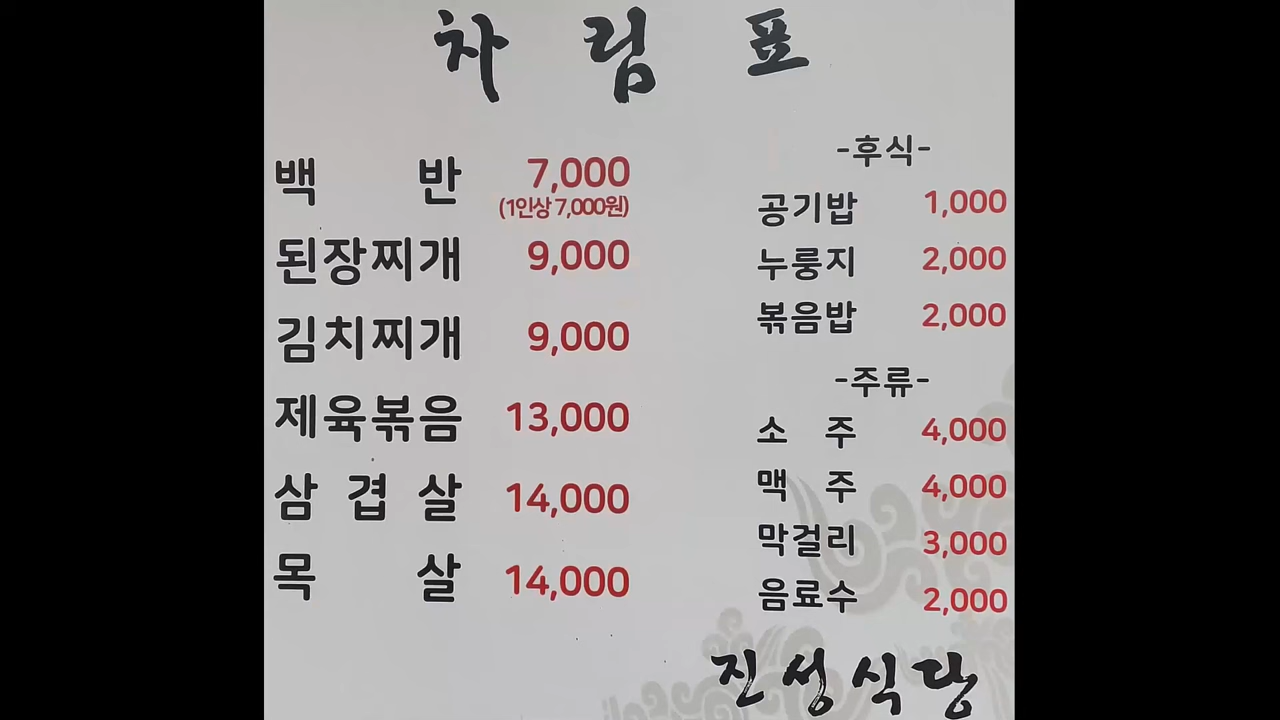 차림표
백반 7,000
(1인상 7,000원)
된장찌개 9,000
김치찌개 9,000
제육볶음 13,000
삼겹살 14,000
목살 14,000
-후식-
공기밥 1,000
누룽지 2,000
볶음밥 2,000
-주류-
소주 4,000
맥주 4,000
막걸리 3,000
음료수 2,000
진성식당